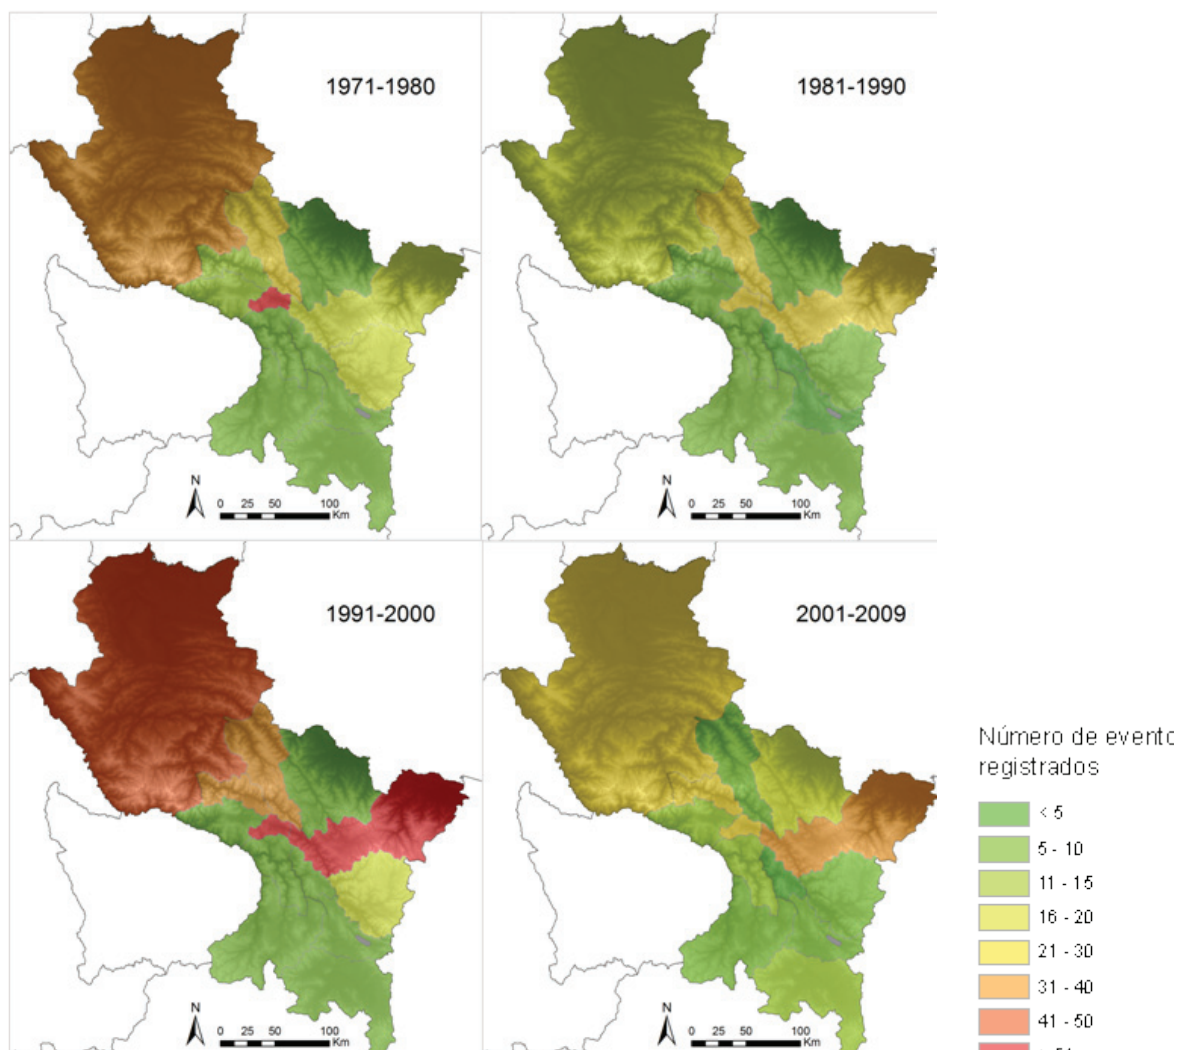 1971-1980
1981-1990
N
0 25 50 100
Km
N
0 25 50 100
Km
1991-2000
2001-2009
N
0 25 50 100
Km
N
0 25 50 100
Km
Número de evento
registrados
< 5
5 - 10
11 - 15
16 - 20
21 - 30
31 - 40
41 - 50